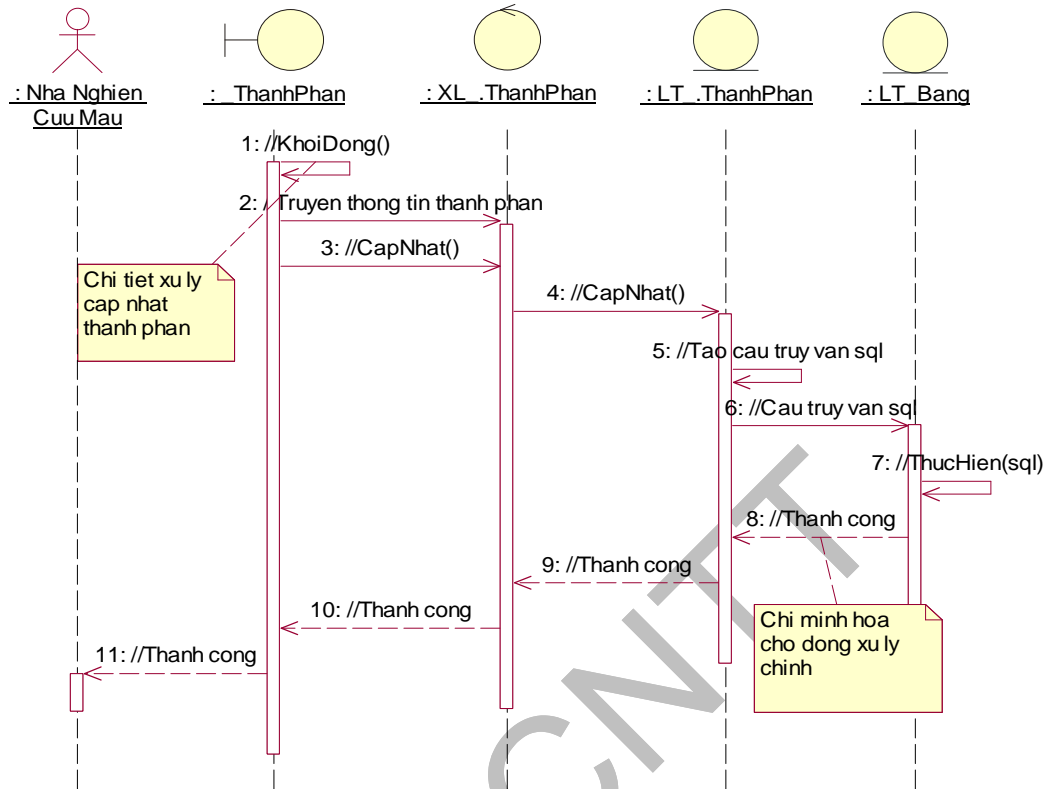 : Nha Nghien
Cuu Mau
: _ThanhPhan
: XL_.ThanhPhan
: LT_.ThanhPhan
: LT_Bang
1: //KhoiDong()
2: //Truyen thong tin thanh phan
3: //CapNhat()
Chi tiet xu ly
cap nhat
thanh phan
4: //CapNhat()
5: //Tao cau truy van sql
6: //Cau truy van sql
7: //ThucHien(sql)
8: //Thanh cong
9: //Thanh cong
10: //Thanh cong
Chi minh hoa
cho dong xu ly
chinh
11: //Thanh cong
CNTT